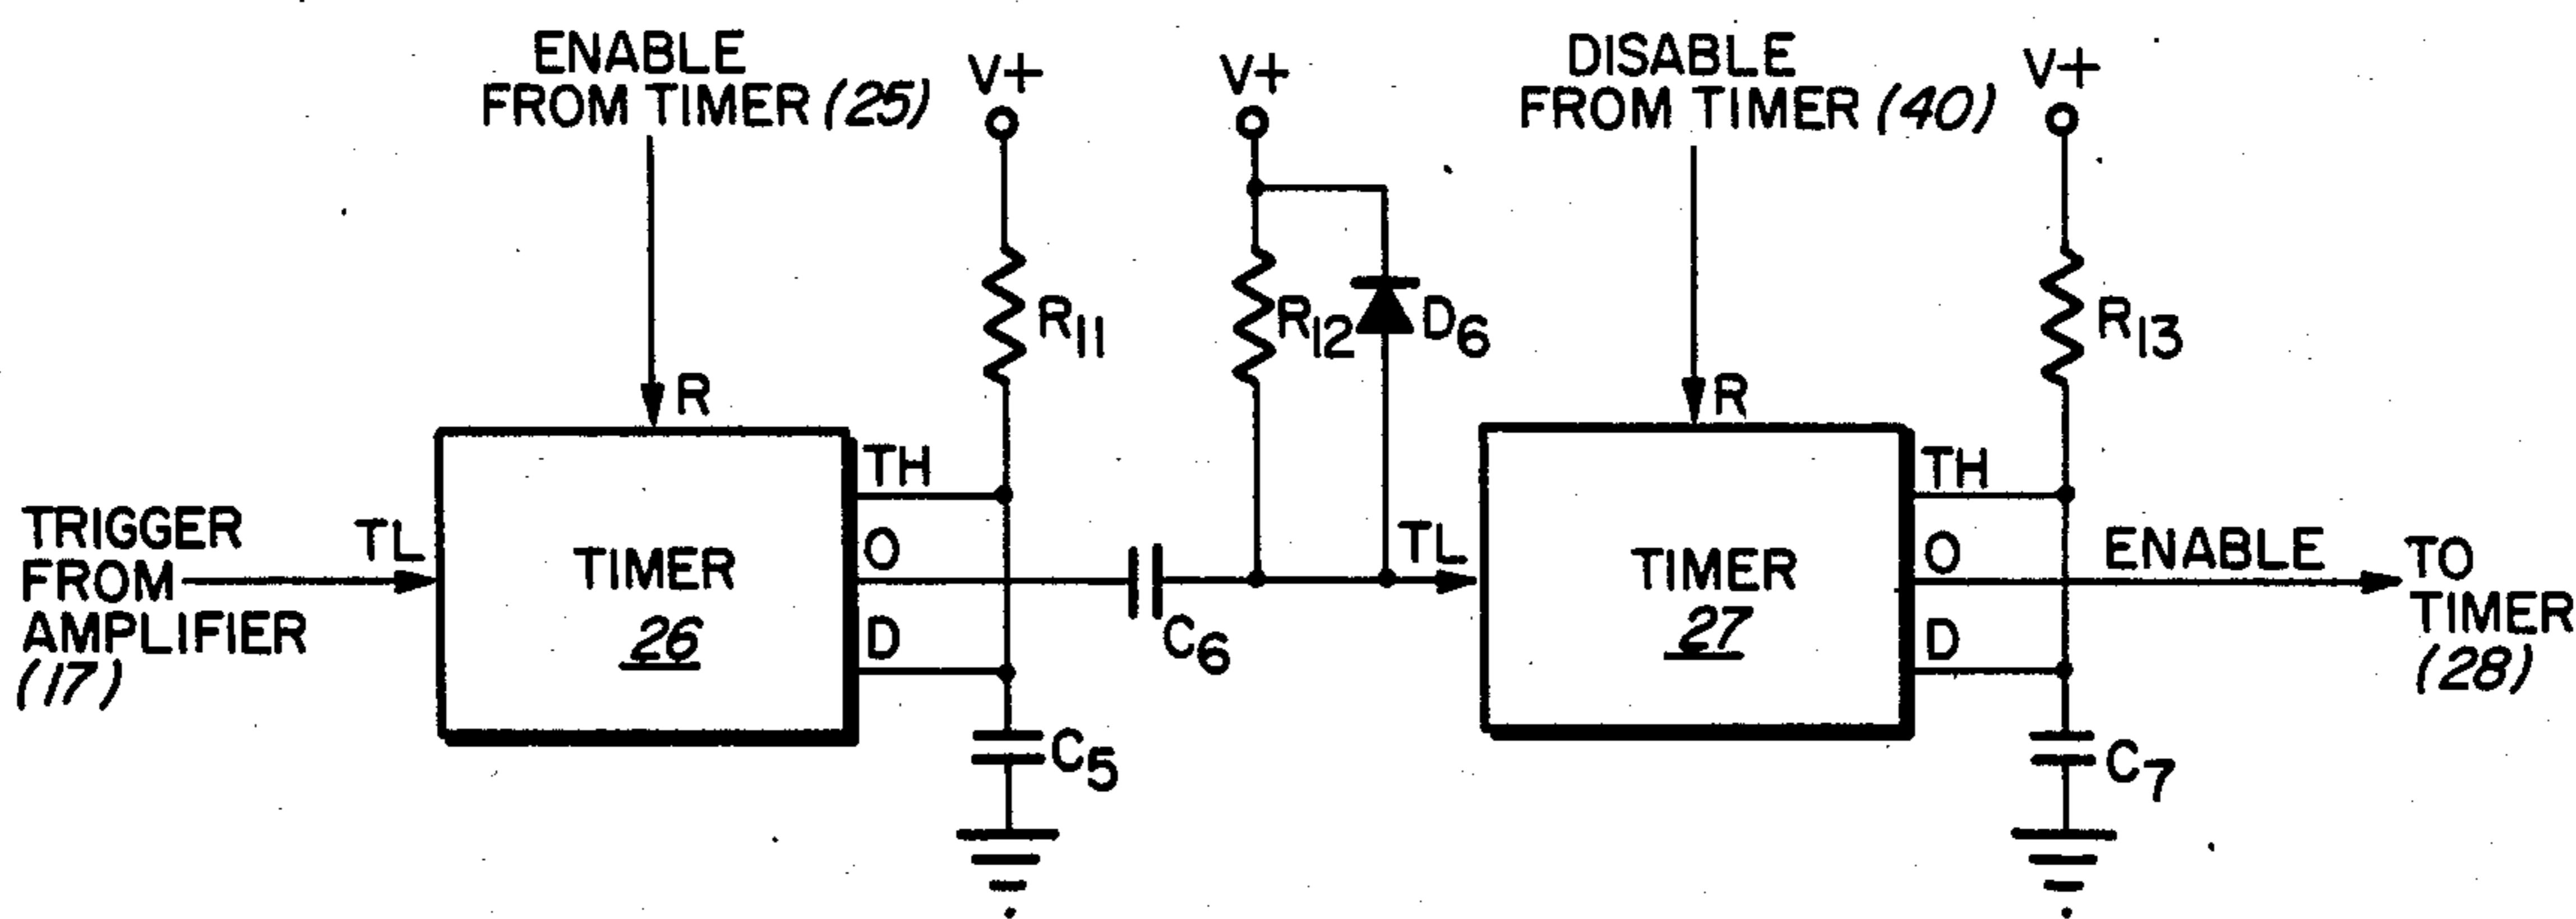 ENABLE
FROM TIMER (25)
V+
V+
DISABLE
FROM TIMER (40)
V+
R11
R12
D6
R13
R
R
TH
TH
TRIGGER
FROM
AMPLIFIER
(17)
TL
TIMER
26
O
D
C5
C6
TL
TIMER
27
O
D
ENABLE
TO
TIMER
(28)
C7